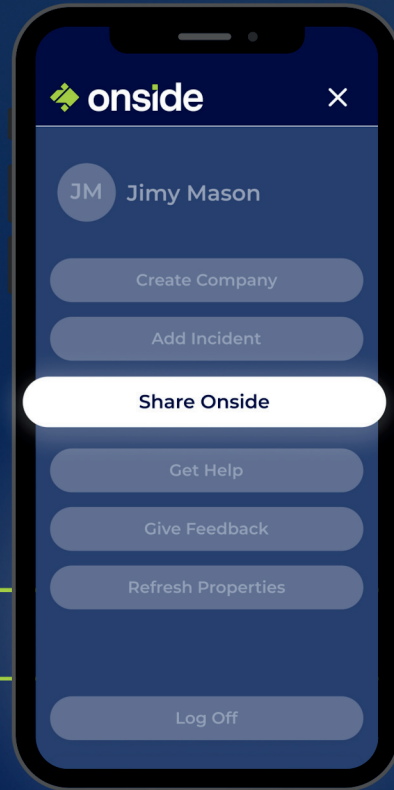 onside
JM Jimy Mason
Create Company
Add Incident
Share Onside
Get Help
Give Feedback
Refresh Properties
Log Off